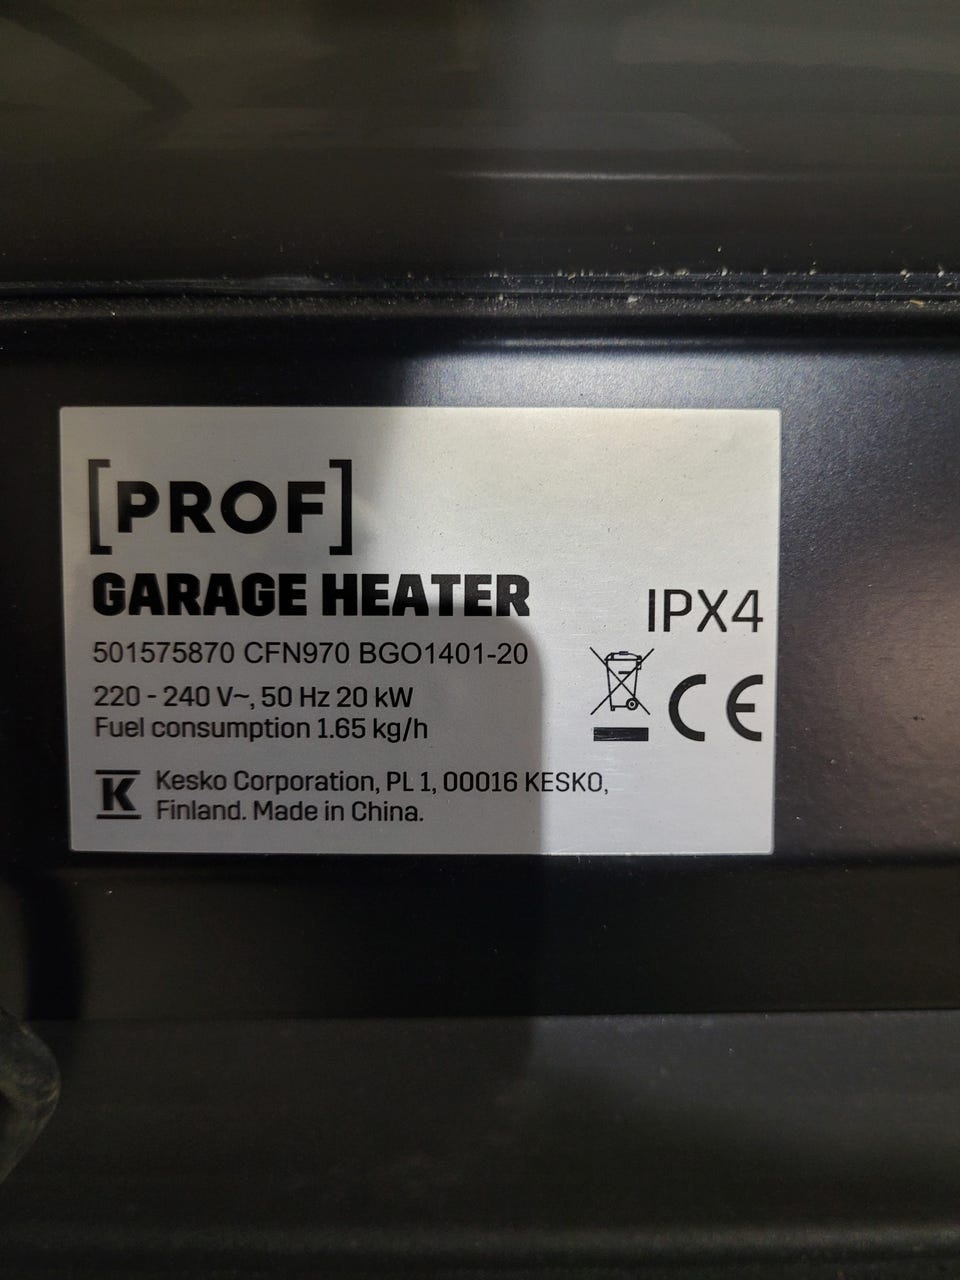 [PROF]
GARAGE HEATER
IPX4
501575870 CFN970 BGO1401-20
220 - 240 V~, 50 Hz 20 kW
Fuel consumption 1.65 kg/h
CE
K
Kesko Corporation, PL 1, 00016 KESKO,
Finland. Made in China.